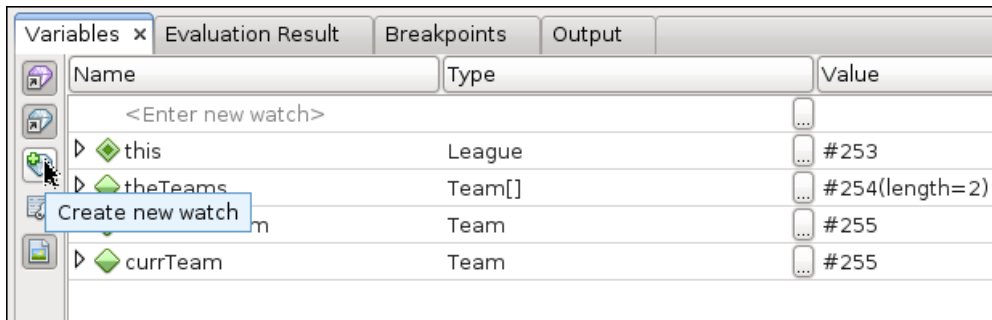 Variables x Evaluation Result Breakpoints Output
Name Type Value
<Enter new watch> ...
this League ... #253
theTeams Team[] ... #254(length=2)
Create new watch m Team ... #255
currTeam Team ... #255